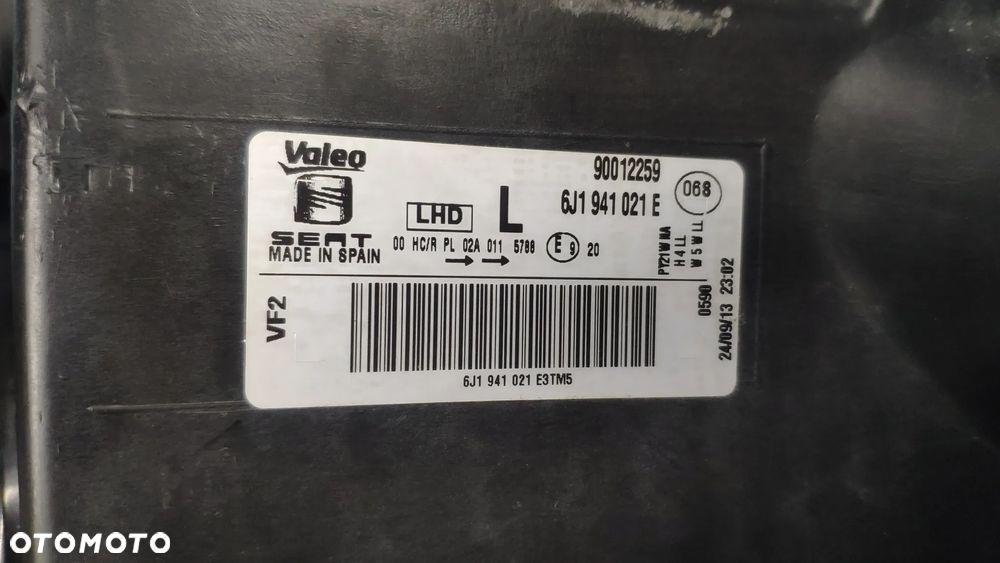 Valeo
SEAT
MADE IN SPAIN
LHD
L
90012259
6J1 941 021 E
068
00 HC/R PL 02A 011 5788
E 9 20
PY21W NA
H4 LL
W5W LL
VF2
6J1 941 021 E3TM5
0590
24/09/13 23:02
OTOMOTO